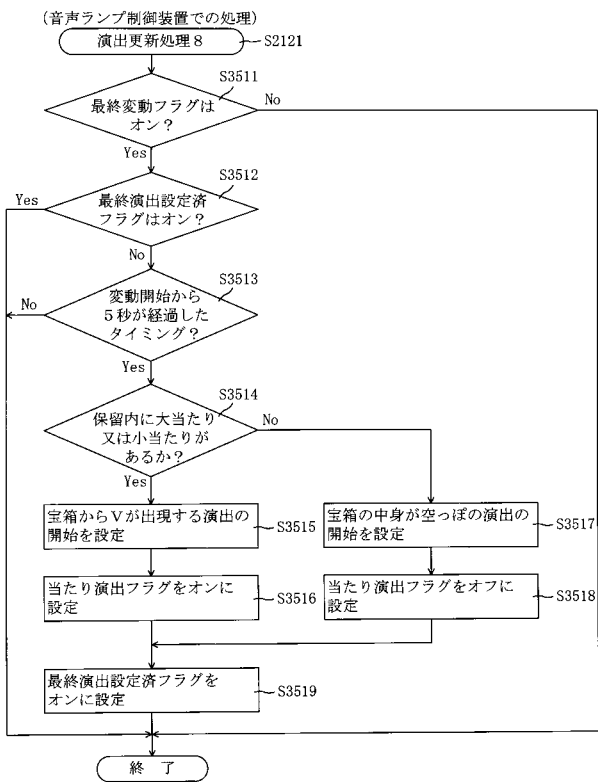 (音声ランプ制御装置での処理)
演出更新処理8
S2121
S3511
最終変動フラグは
オン?
No
Yes
S3512
最終演出設定済
フラグはオン?
Yes
No
S3513
変動開始から
5秒が経過した
タイミング?
No
Yes
S3514
保留内に大当たり
又は小当たりが
あるか?
No
Yes
宝箱からVが出現する演出の
開始を設定
S3515
宝箱の中身が空っぽの演出の
開始を設定
S3517
当たり演出フラグをオンに
設定
S3516
当たり演出フラグをオフに
設定
S3518
最終演出設定済フラグを
オンに設定
S3519
終了